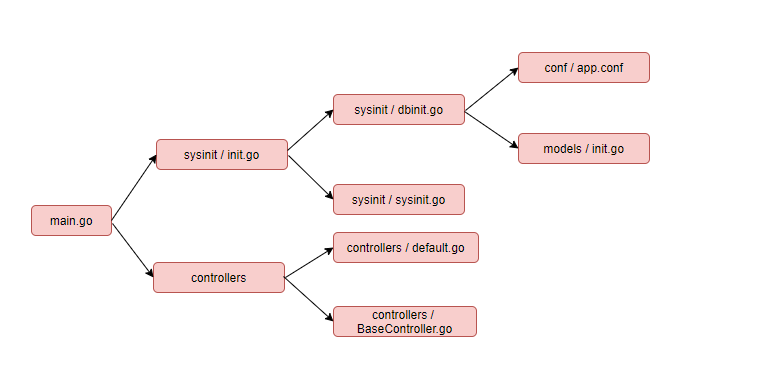 conf / app.conf
sysinit / dbinit.go
models / init.go
sysinit / init.go
sysinit / sysinit.go
main.go
controllers / default.go
controllers
controllers /
BaseController.go